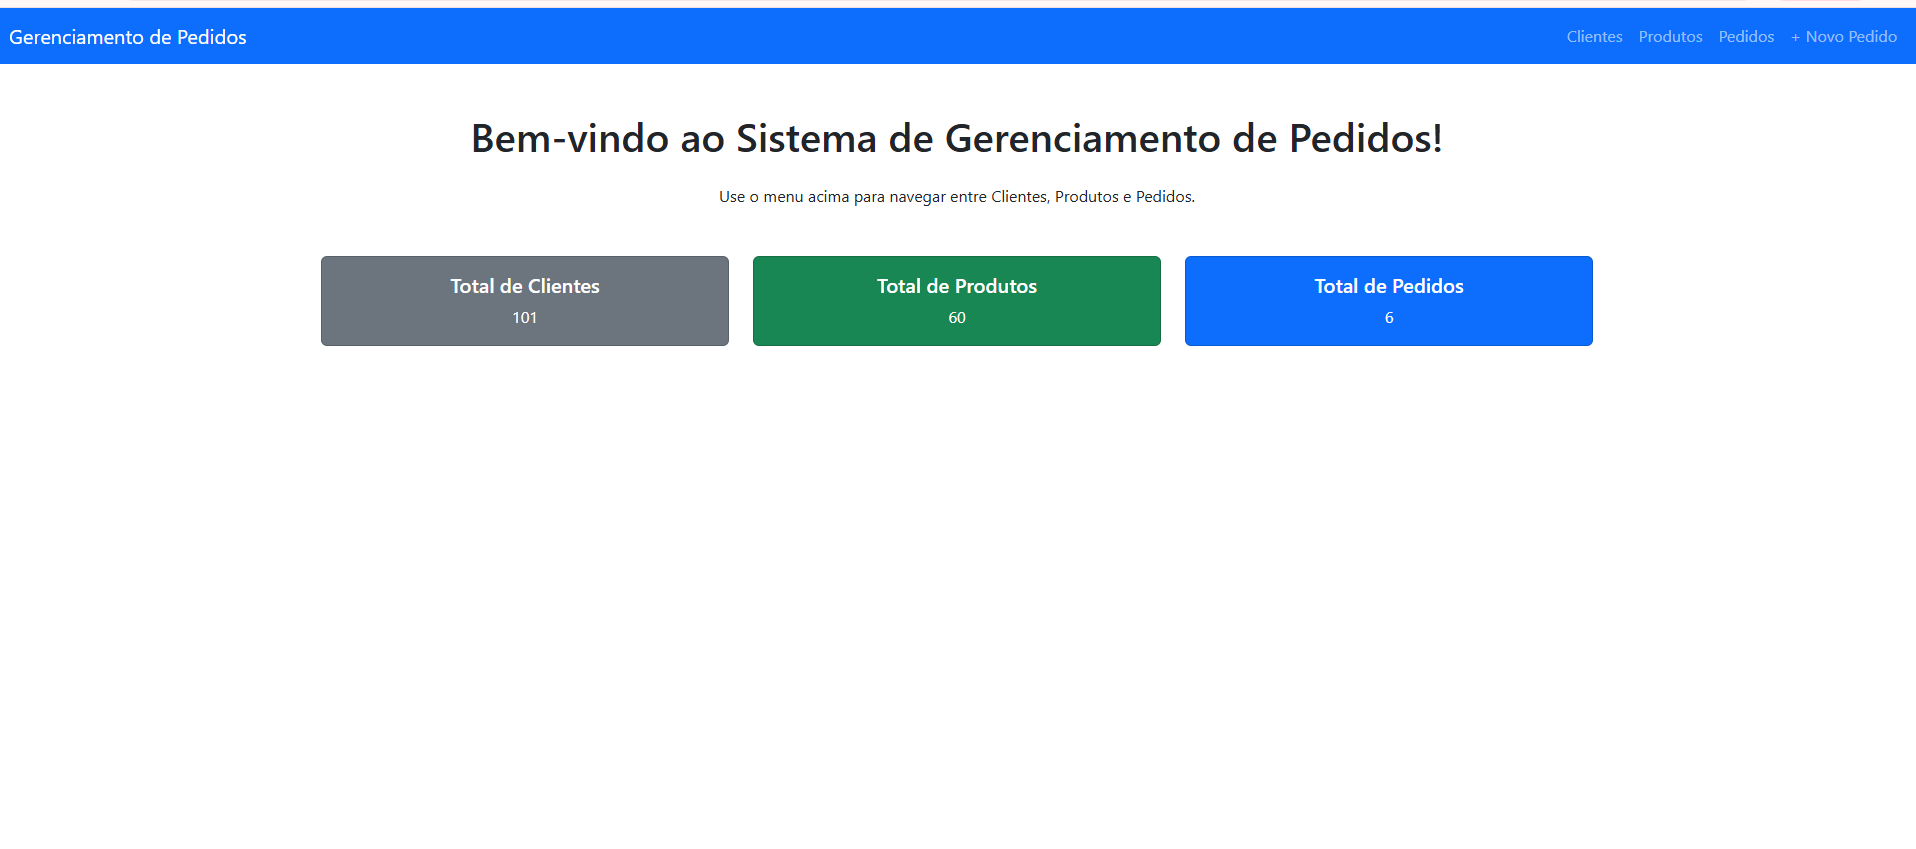 Gerenciamento de Pedidos
Clientes Produtos Pedidos + Novo Pedido
Bem-vindo ao Sistema de Gerenciamento de Pedidos!
Use o menu acima para navegar entre Clientes, Produtos e Pedidos.
Total de Clientes
101
Total de Produtos
60
Total de Pedidos
6